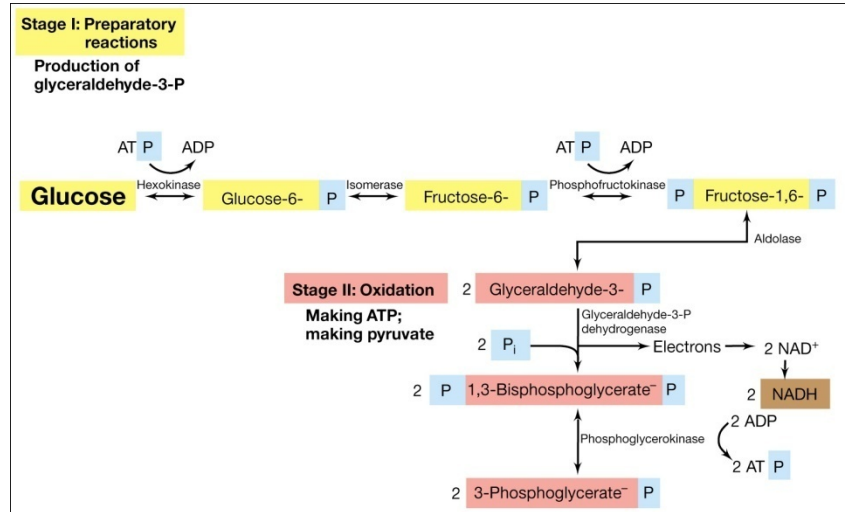 Stage I: Preparatory
reactions
Production of
glyceraldehyde-3-P
AT P ADP
AT P ADP
Glucose
Hexokinase
Glucose-6- P
Isomerase
Fructose-6- P
Phosphofructokinase
P Fructose-1,6- P
Aldolase
Stage II: Oxidation
Making ATP;
making pyruvate
2 Glyceraldehyde-3- P
Glyceraldehyde-3-P
dehydrogenase
2 Pi
Electrons
2 NAD+
2 P 1,3-Bisphosphoglycerate– P
2 NADH
2 ADP
Phosphoglycerokinase
2 AT P
2 3-Phosphoglycerate– P